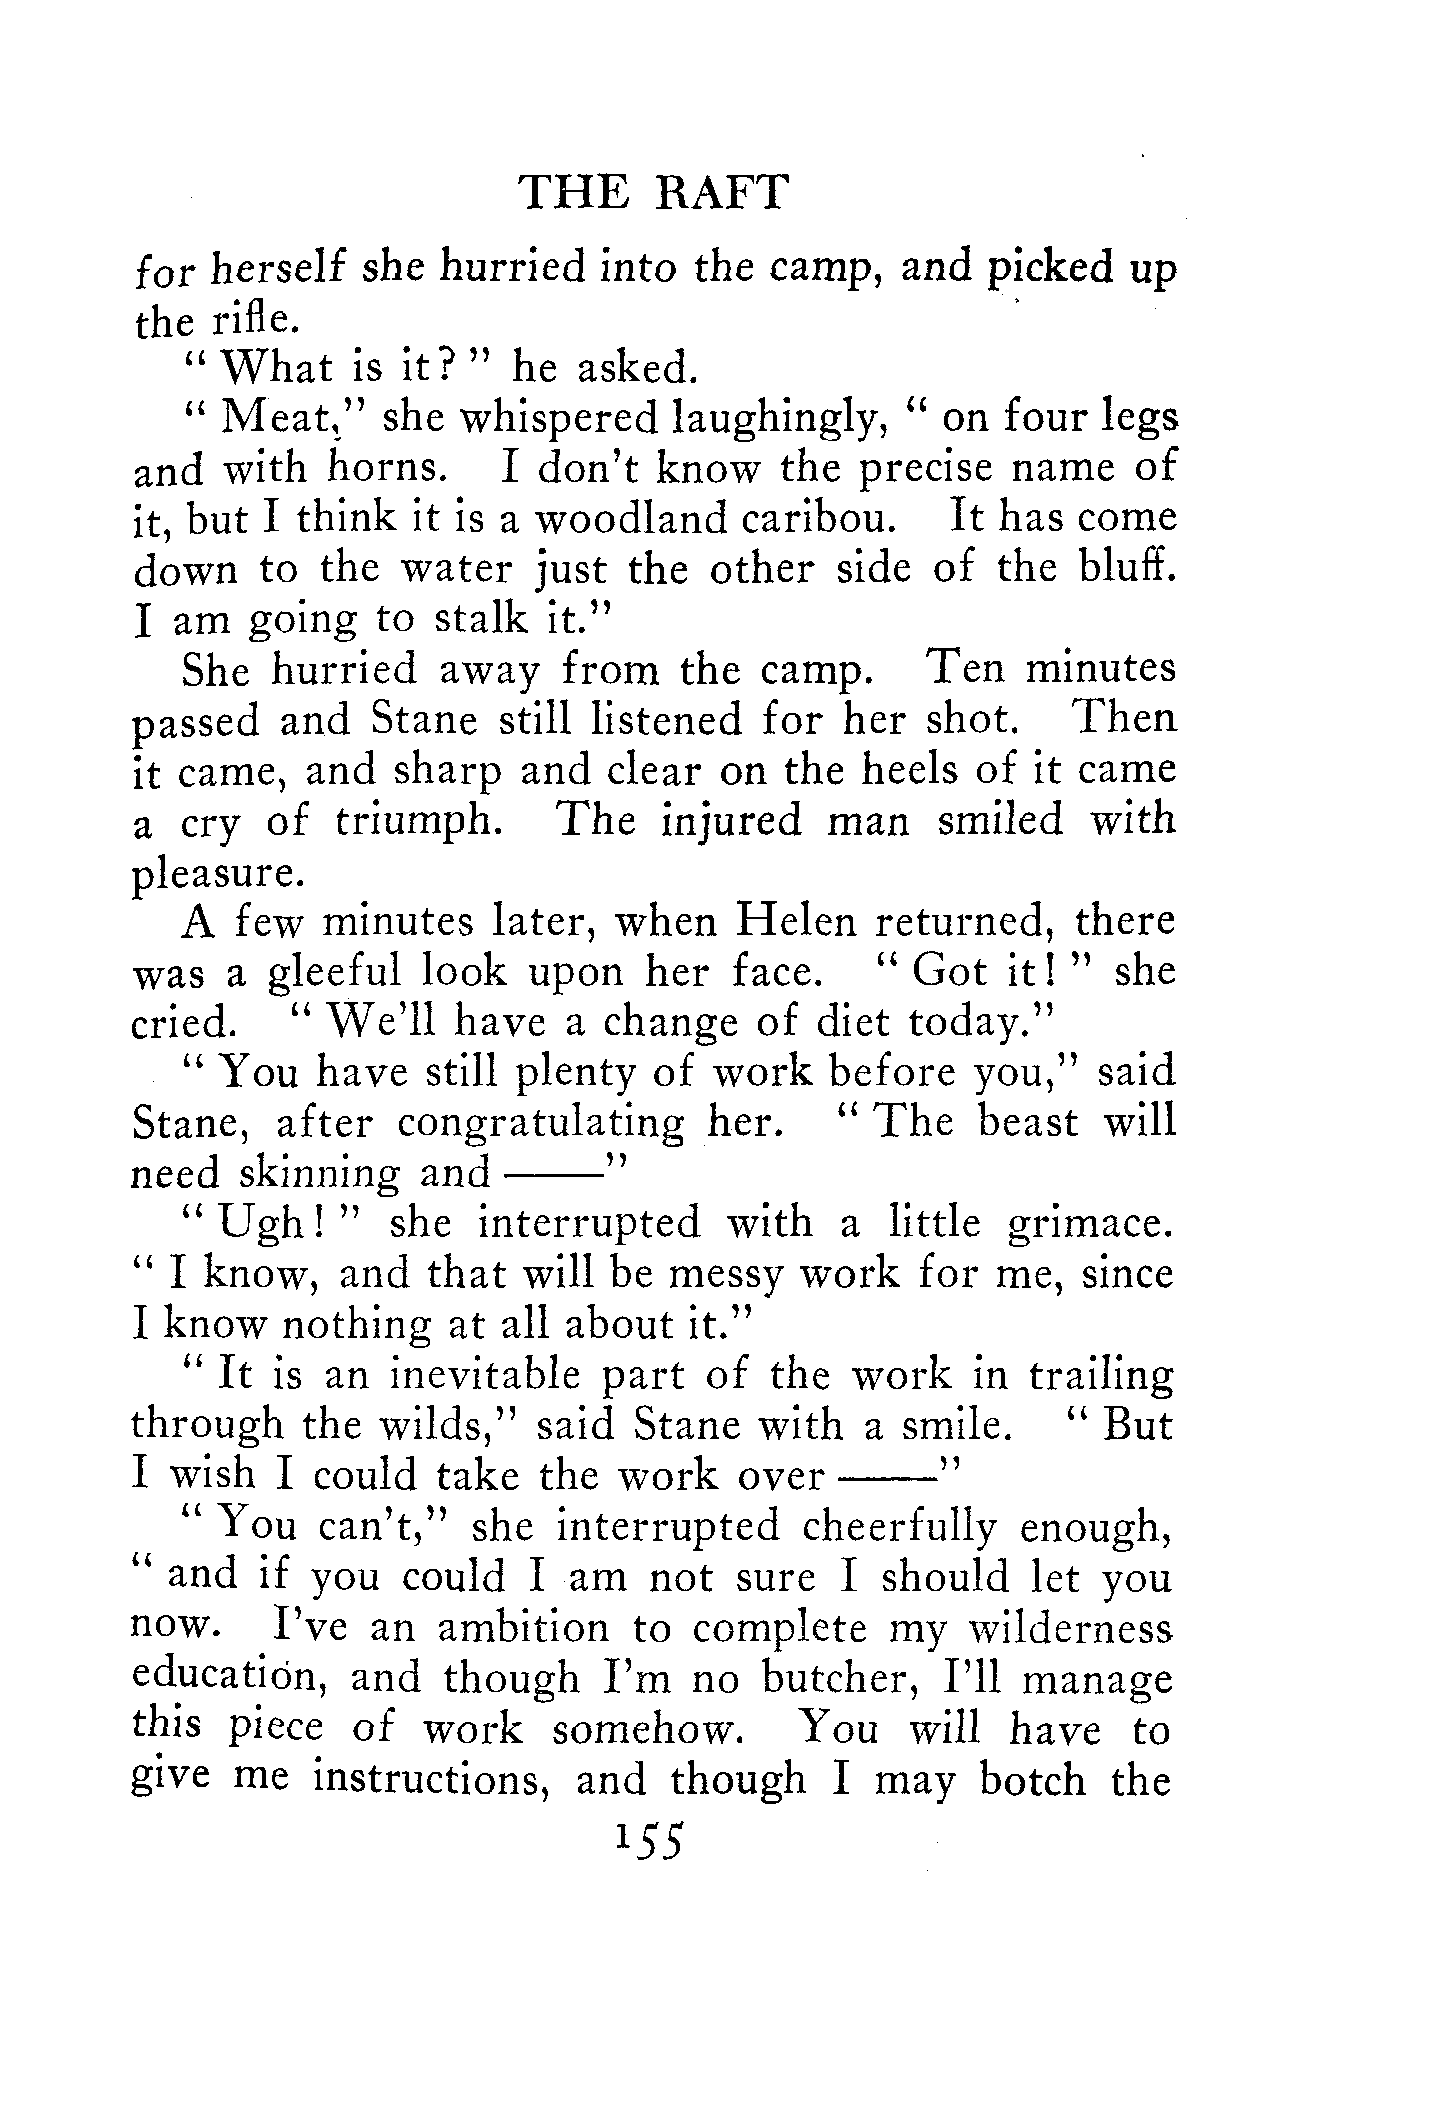 THE RAFT
for herself she hurried into the camp, and picked up
the rifle.
“ What is it? ” he asked.
“ Meat,” she whispered laughingly, “ on four legs
and with horns. I don't know the precise name of
it, but I think it is a woodland caribou. It has come
down to the water just the other side of the bluff.
I am going to stalk it.”
She hurried away from the camp. Ten minutes
passed and Stane still listened for her shot. Then
it came, and sharp and clear on the heels of it came
a cry of triumph. The injured man smiled with
pleasure.
A few minutes later, when Helen returned, there
was a gleeful look upon her face. “ Got it! ” she
cried. “ We'll have a change of diet today.”
“ You have still plenty of work before you,” said
Stane, after congratulating her. “ The beast will
need skinning and ——”
“ Ugh! ” she interrupted with a little grimace.
“ I know, and that will be messy work for me, since
I know nothing at all about it.”
“ It is an inevitable part of the work in trailing
through the wilds,” said Stane with a smile. “ But
I wish I could take the work over ——”
“ You can't,” she interrupted cheerfully enough,
“ and if you could I am not sure I should let you
now. I've an ambition to complete my wilderness
education, and though I'm no butcher, I'll manage
this piece of work somehow. You will have to
give me instructions, and though I may botch the
155